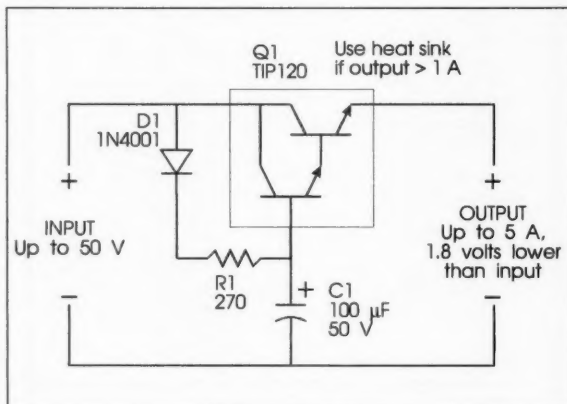 Q1
TIP120
Use heat sink
if output > 1 A
D1
1N4001
+
INPUT
Up to 50 V
−
R1
270
+
C1
100 µF
50 V
+
OUTPUT
Up to 5 A,
1.8 volts lower
than input
−